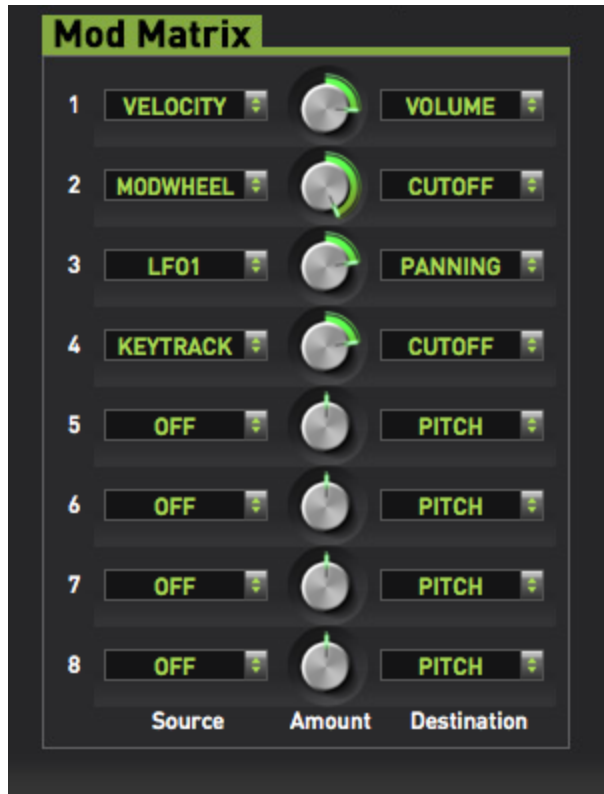 Mod Matrix
1 VELOCITY VOLUME
2 MODWHEEL CUTOFF
3 LFO1 PANNING
4 KEYTRACK CUTOFF
5 OFF PITCH
6 OFF PITCH
7 OFF PITCH
8 OFF PITCH
Source Amount Destination